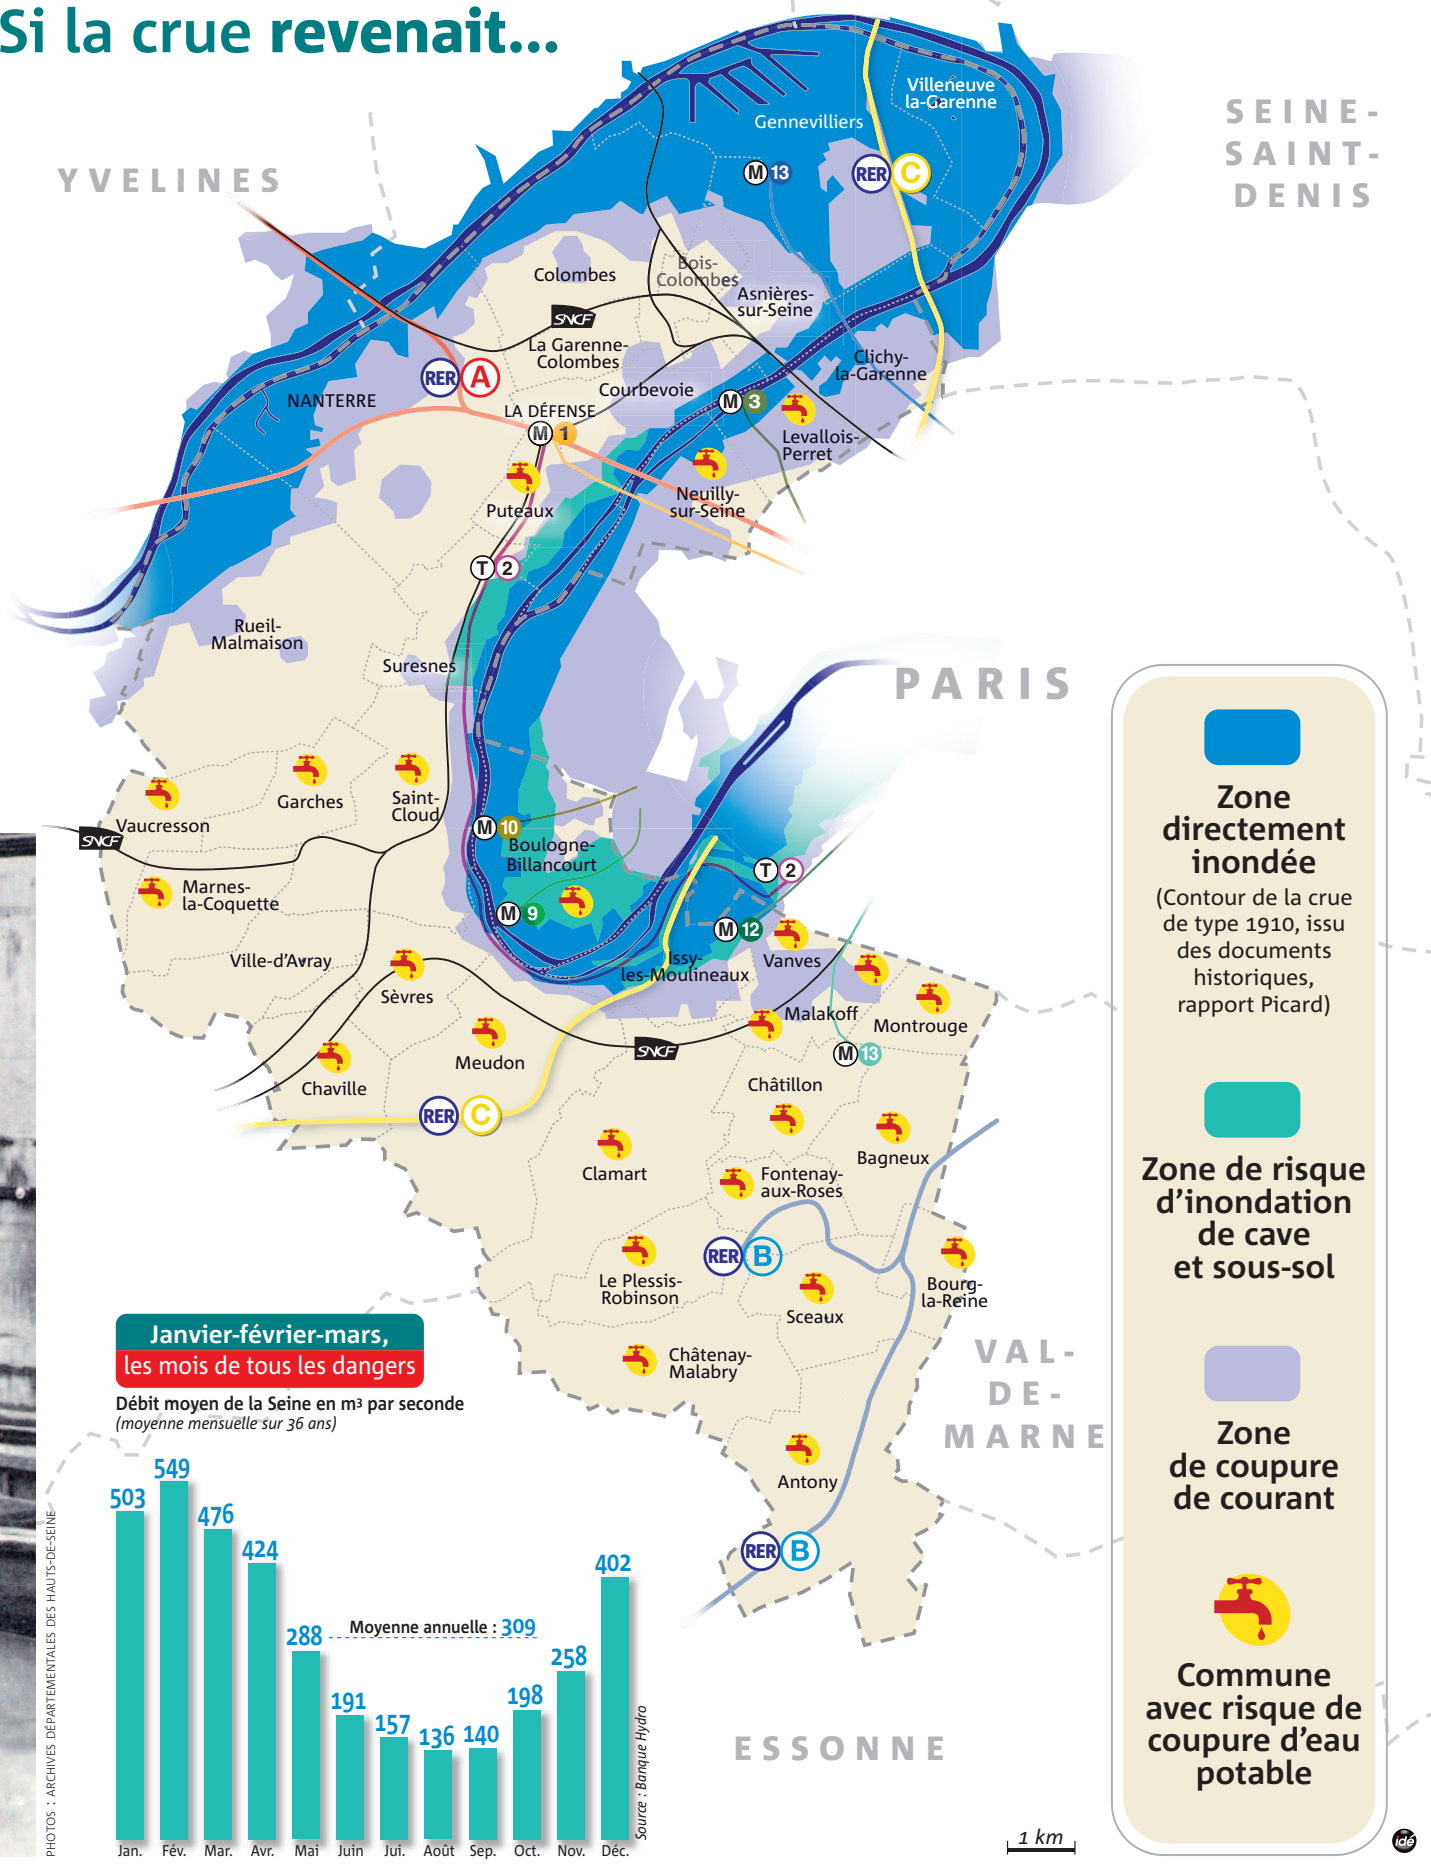 Si la crue revenait...
YVELINES
SEINE-
SAINT-
DENIS
Villeneuve
la-Garenne
Gennevilliers
M 13
RER C
Colombes
Bois-
Colombes
Asnières-
sur-Seine
SNCF
La Garenne-
Colombes
Clichy-
la-Garenne
RER A
Courbevoie
NANTERRE
M 3
LA DÉFENSE
M 1
Levallois-
Perret
Puteaux
Neuilly-
sur-Seine
T 2
Rueil-
Malmaison
Suresnes
PARIS
Garches
Saint-
Cloud
Vaucresson
SNCF
M 10
Boulogne-
Billancourt
T 2
Marnes-
la-Coquette
M 9
M 12
Ville-d'Avray
Issy-
les-Moulineaux
Vanves
Sèvres
Malakoff
Montrouge
Meudon
SNCF
M 13
Chaville
Châtillon
RER C
Clamart
Bagneux
Fontenay-
aux-Roses
RER B
Le Plessis-
Robinson
Sceaux
Bourg-
la-Reine
Châtenay-
Malabry
VAL-
DE-
MARNE
Antony
RER B
ESSONNE
1 km
Zone
directement
inondée
(Contour de la crue
de type 1910, issu
des documents
historiques,
rapport Picard)
Zone de risque
d'inondation
de cave
et sous-sol
Zone
de coupure
de courant
Commune
avec risque de
coupure d'eau
potable
idé
Janvier-février-mars,
les mois de tous les dangers
Débit moyen de la Seine en m3 par seconde
(moyenne mensuelle sur 36 ans)
503
549
476
424
288
191
157
136
140
198
258
402
Moyenne annuelle : 309
Jan. Fév. Mar. Avr. Mai Juin Jui. Août Sep. Oct. Nov. Déc.
Source : Banque Hydro
PHOTOS : ARCHIVES DÉPARTEMENTALES DES HAUTS-DE-SEINE